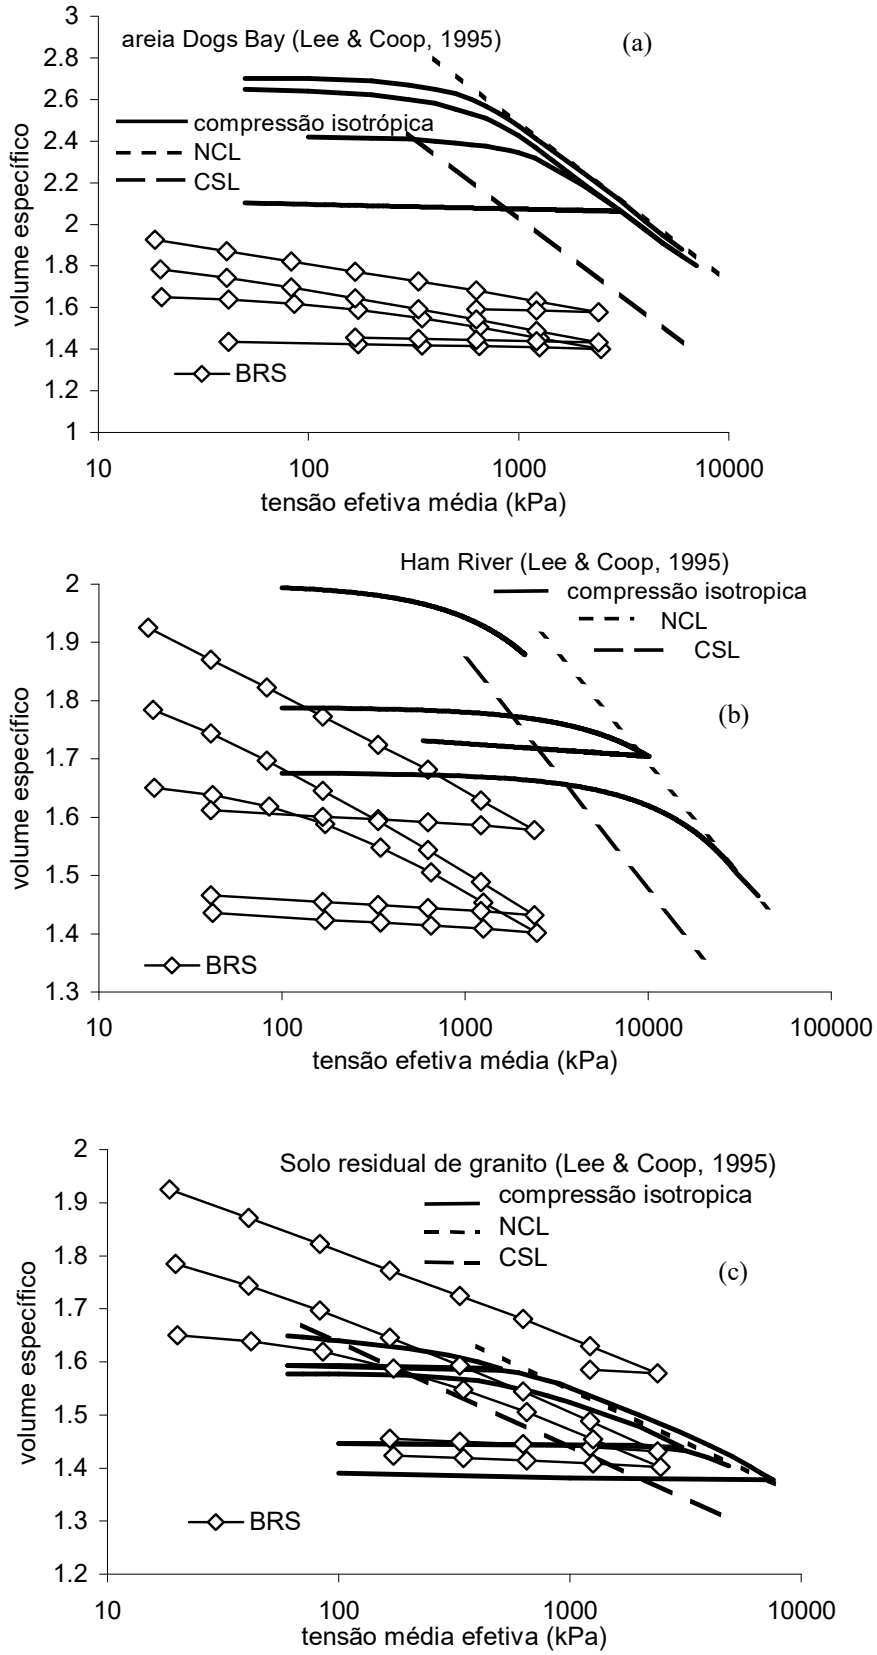 3
areia Dogs Bay (Lee & Coop, 1995)
(a)
2.8
2.6
compressão isotrópica
2.4
NCL
2.2
CSL
2
1.8
1.6
1.4
BRS
1.2
1
10
100
1000
10000
volume específico
tensão efetiva média (kPa)
Ham River (Lee & Coop, 1995)
2
compressão isotropica
NCL
1.9
CSL
1.8
(b)
1.7
1.6
1.5
1.4
BRS
1.3
10
100
1000
10000
100000
volume específico
tensão efetiva média (kPa)
2
Solo residual de granito (Lee & Coop, 1995)
1.9
compressão isotropica
NCL
1.8
CSL
(c)
1.7
1.6
1.5
1.4
1.3
BRS
1.2
10
100
1000
10000
volume específico
tensão média efetiva (kPa)